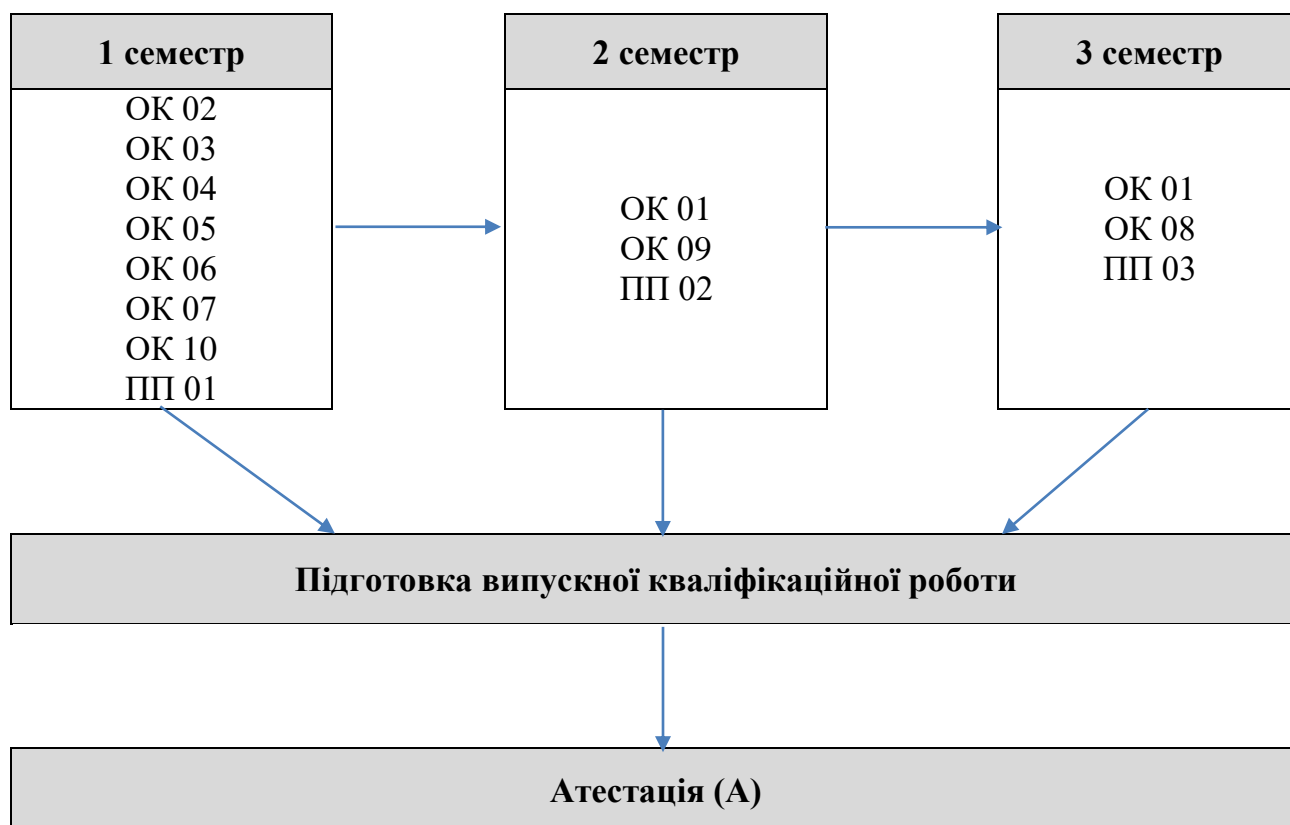 1 семестр
ОК 02
ОК 03
ОК 04
ОК 05
ОК 06
ОК 07
ОК 10
ПП 01
2 семестр
ОК 01
ОК 09
ПП 02
3 семестр
ОК 01
ОК 08
ПП 03
Підготовка випускної кваліфікаційної роботи
Атестація (А)